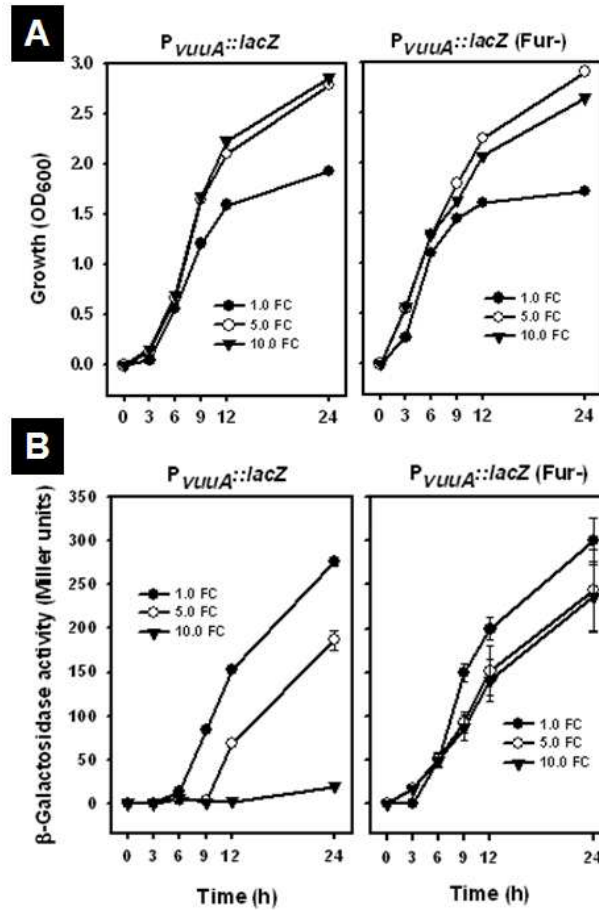 A
P_vuuA::lacZ P_vuuA::lacZ (Fur-)
Growth (OD600)
3.0
2.5
2.0
1.5
1.0
0.5
0.0
1.0 FC
5.0 FC
10.0 FC
1.0 FC
5.0 FC
10.0 FC
0 3 6 9 12 24 0 3 6 9 12 24
B
P_vuuA::lacZ P_vuuA::lacZ (Fur-)
β-Galactosidase activity (Miller units)
350
300
250
200
150
100
50
0
1.0 FC
5.0 FC
10.0 FC
1.0 FC
5.0 FC
10.0 FC
0 3 6 9 12 24 0 3 6 9 12 24
Time (h) Time (h)